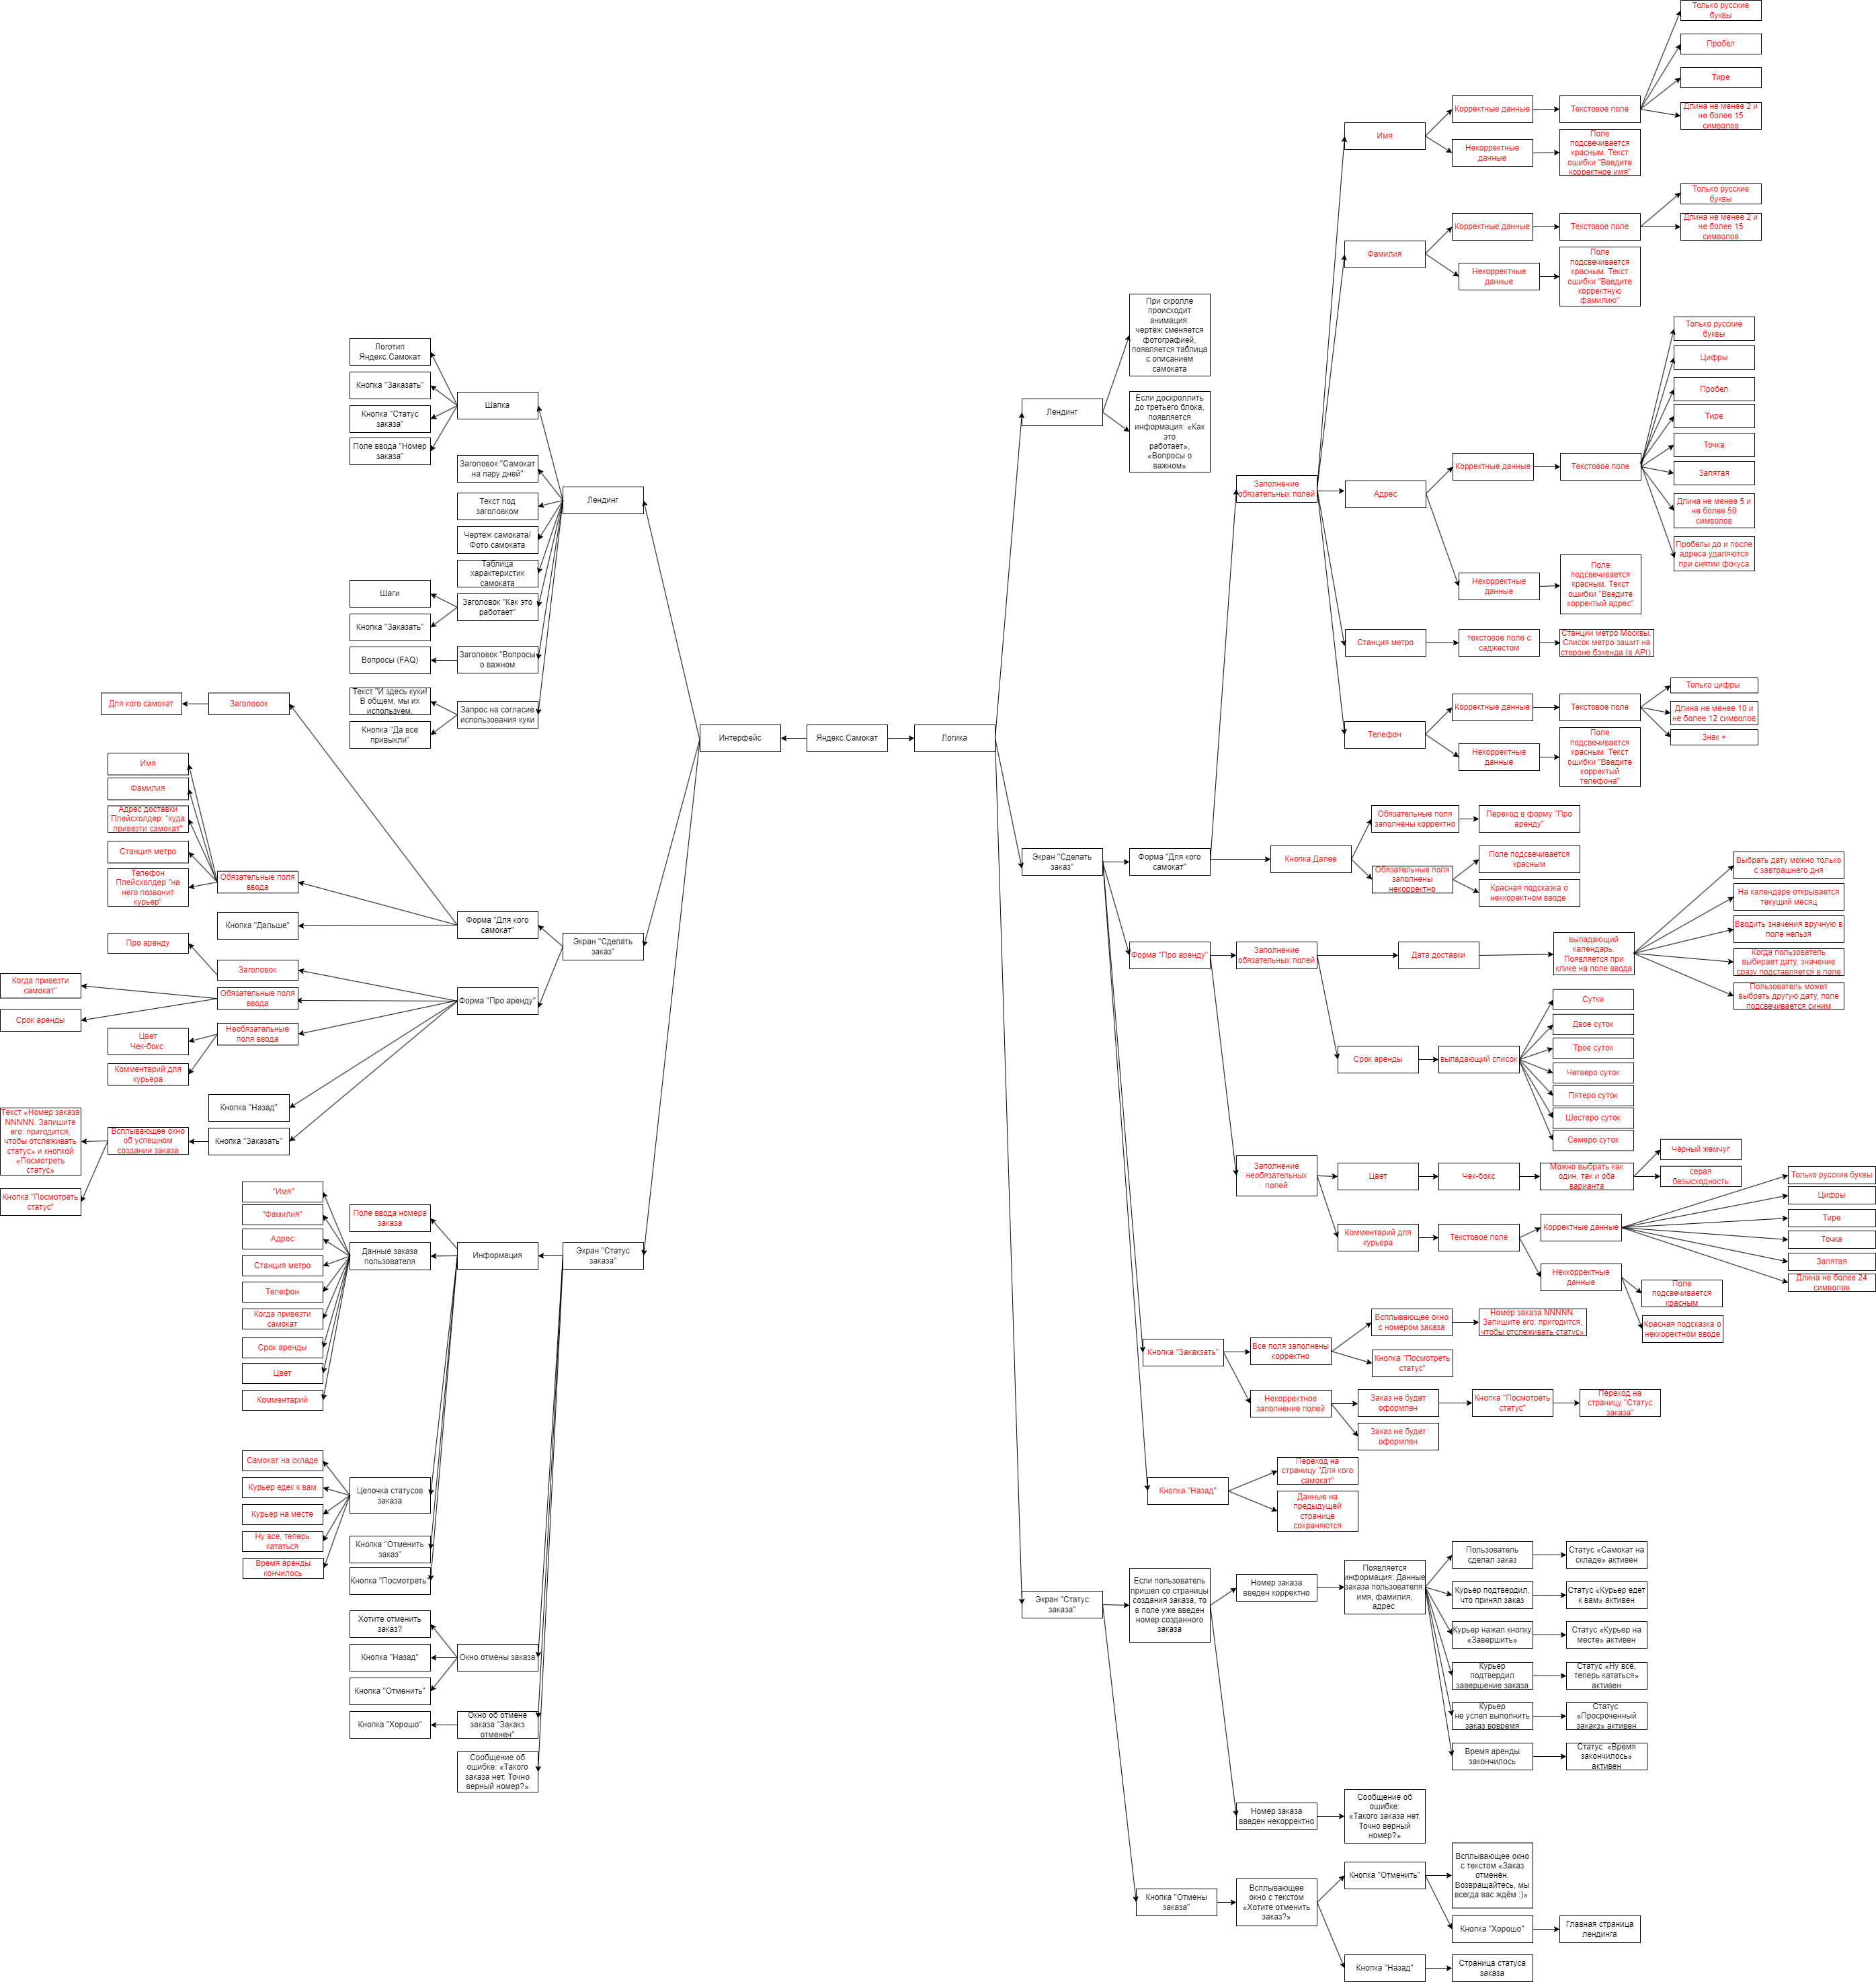 Яндекс.Самокат
Интерфейс
Лендинг
Шапка
Логотип
Яндекс.Самокат
Кнопка "Заказать"
Кнопка "Статус
заказа"
Поле ввода "Номер
заказа"
Заголовок "Самокат
на пару дней"
Текст под
заголовком
Чертеж самоката/
Фото самоката
Таблица
характеристик
самоката
Заголовок "Как это
работает"
Шаги
Кнопка "Заказать"
Заголовок "Вопросы
о важном
Вопросы (FAQ)
Запрос на согласие
использования куки
Текст "И здесь куки!
В общем, мы их
используем.
Кнопка "Да все
привыкли"
Экран "Сделать
заказ"
Форма "Для кого
самокат"
Заголовок
Для кого самокат
Обязательные поля
ввода
Имя
Фамилия
Адрес доставки
Плейсхолдер: "куда
привезти самокат"
Станция метро
Телефон
Плейсхолдер "на
него позвонит
курьер"
Кнопка "Дальше"
Форма "Про аренду"
Заголовок
Про аренду
Обязательные поля
ввода
Когда привезти
самокат"
Срок аренды
Необязательные
поля ввода
Цвет
Чек-бокс
Комментарий для
курьера
Кнопка "Назад"
Кнопка "Заказать"
Всплывающее окно
об успешном
создании заказа
Текст «Номер заказа
NNNNN. Запишите
его: пригодится,
чтобы отслеживать
статус» и кнопкой
«Посмотреть
статус»
Кнопка "Посмотреть
статус"
Экран "Статус
заказа"
Информация
Поле ввода номера
заказа
Данные заказа
пользователя
"Имя"
"Фамилия"
Адрес
Станция метро
Телефон
Когда привезти
самокат
Срок аренды
Цвет
Комментарий
Цепочка статусов
заказа
Самокат на складе
Курьер едек к вам
Курьер на месте
Ну все, теперь
кататься
Время аренды
кончилось
Кнопка "Отменить
заказ"
Кнопка "Посмотреть"
Окно отмены заказа
Хотите отменить
заказ?
Кнопка "Назад"
Кнопка "Отменить"
Окно об отмене
заказа "Закакз
отменен"
Кнопка "Хорошо"
Сообщение об
ошибке: «Такого
заказа нет. Точно
верный номер?»
Логика
Лендинг
При скролле
происходит
анимация:
чертёж сменяется
фотографией,
появляется таблица
с описанием
самоката
Если доскроллить
до третьего блока,
появляется
информация: «Как
это
работает»,
«Вопросы о
важном»
Экран "Сделать
заказ"
Форма "Для кого
самокат"
Заполнение
обязательных полей
Имя
Корректные данные
Текстовое поле
Только русские
буквы
Пробел
Тире
Длина не менее 2 и
не более 15
символов
Некорректные
данные
Поле
подсвечивается
красным. Текст
ошибки "Введите
корректное имя"
Фамилия
Корректные данные
Текстовое поле
Только русские
буквы
Длина не менее 2 и
не более 15
символов
Некорректные
данные
Поле
подсвечивается
красным. Текст
ошибки "Введите
корректную
фамилию"
Адрес
Корректные данные
Текстовое поле
Только русские
буквы
Цифры
Пробел
Тире
Точка
Запятая
Длина не менее 5 и
не более 50
символов
Пробелы до и после
адреса удаляются
при снятии фокуса
Некорректные
данные
Поле
подсвечивается
красным. Текст
ошибки "Введите
корректый адрес"
Станция метро
текстовое поле с
саджестом
Станции метро Москвы.
Список метро зашит на
стороне бэкенда (в API)
Телефон
Корректные данные
Текстовое поле
Только цифры
Длина не менее 10 и
не более 12 символов
Знак +
Некорректные
данные
Поле
подсвечивается
красным. Текст
ошибки "Введите
корректый
телефона"
Кнопка Далее
Обязательные поля
заполнены корректно
Переход в форму "Про
аренду"
Обязательные поля
заполнены
некорректно
Поле подсвечивается
красным
Красная подсказка о
неккоректном вводе
Форма "Про аренду"
Заполнение
обязательных полей
Дата доставки
выпадающий
календарь.
Появляется при
клике на поле ввода
Выбрать дату можно только
с завтрашнего дня
На календаре открывается
текущий месяц
Вводить значения вручную в
поле нельзя
Когда пользователь
выбирает дату, значение
сразу подставляется в поле
Пользователь может
выбрать другую дату, поле
подсвечивается синим
Срок аренды
выпадающий список
Сутки
Двое суток
Трое суток
Четверо суток
Пятеро суток
Шестеро суток
Семеро суток
Заполнение
необязательных
полей
Цвет
Чек-бокс
Можно выбрать как
один, так и оба
варианта
Чёрный жемчуг
серая
безысходность
Комментарий для
курьера
Текстовое поле
Корректные данные
Только русские буквы
Цифры
Тире
Точка
Запятая
Длина не более 24
символов
Неккорректные
данные
Поле
подсвечивается
красным
Красная подсказка о
неккоректном вводе
Кнопка "Закакзать"
Все поля заполнены
корректно
Всплывающее окно
с номером заказа
Номер заказа NNNNN.
Запишите его: пригодится,
чтобы отслеживать статус»
Кнопка "Посмотреть
статус"
Некорректное
заполнение полей
Заказ не будет
оформлен
Кнопка "Посмотреть
статус"
Переход на
страницу "Статус
заказа"
Заказ не будет
оформлен
Кнопка "Назад"
Переход на
страницу "Для кого
самокат"
Данные на
предыдущей
странице
сохраняются
Экран "Статус
заказа"
Если пользователь
пришел со страницы
создания заказа, то
в поле уже введен
номер созданного
заказа
Номер заказа
введен корректно
Появляется
информация: Данные
заказа пользователя:
имя, фамилия,
адрес
Пользователь
сделал заказ
Статус «Самокат на
складе» активен
Курьер подтвердил,
что принял заказ
Статус «Курьер едет
к вам» активен
Курьер нажал кнопку
«Завершить»
Статус «Курьер на
месте» активен
Курьер
подтвердил
завершение заказа
Статус «Ну всё,
теперь кататься»
активен
Курьер
не успел выполнить
заказ вовремя
Статус
«Просроченный
закакз» активен
Время аренды
закончилось
Статус «Время
закончилось»
активен
Номер заказа
введен некорректно
Сообщение об
ошибке:
«Такого заказа нет.
Точно верный
номер?»
Кнопка "Отмены
заказа"
Всплывающее
окно с текстом
«Хотите отменить
заказ?»
Кнопка "Отменить"
Всплывающее окно
с текстом «Заказ
отменён.
Возвращайтесь, мы
всегда вас ждём :)»
Кнопка "Хорошо"
Главная страница
лендинга
Кнопка "Назад"
Страница статуса
заказа